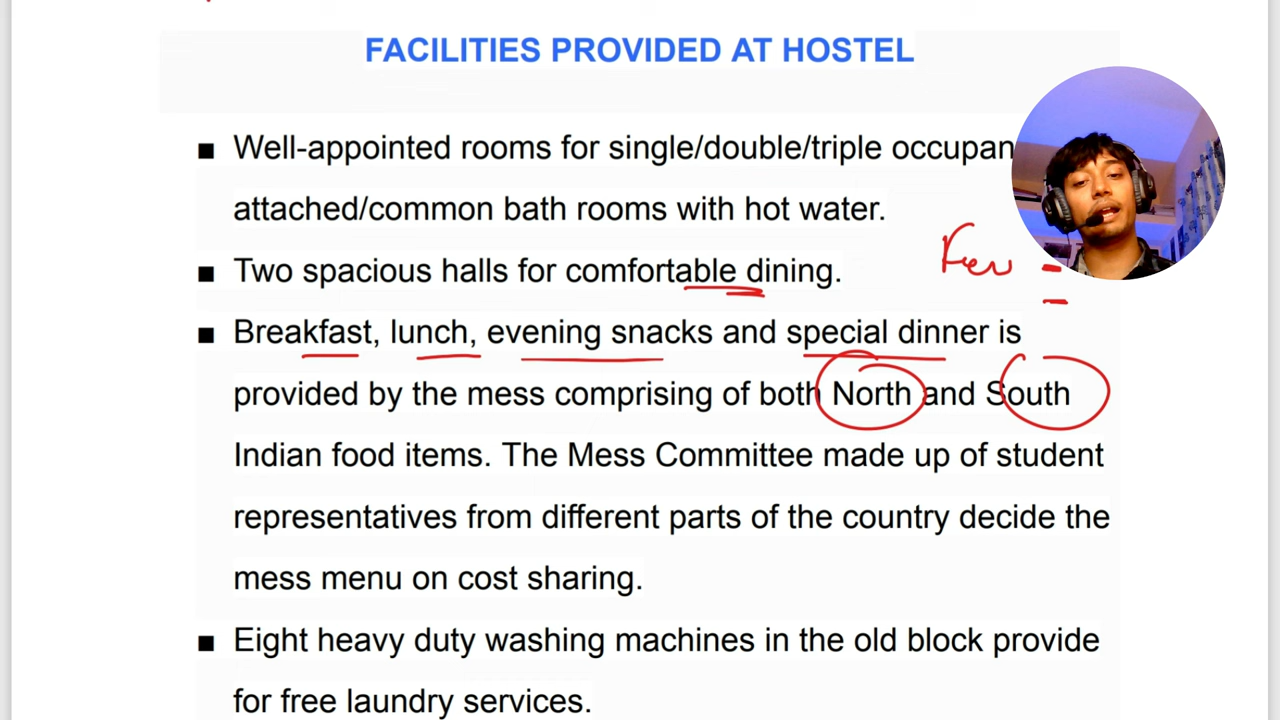 FACILITIES PROVIDED AT HOSTEL
■ Well-appointed rooms for single/double/triple
attached/common bath rooms with hot water.
■ Two spacious halls for comfortable dining.
■ Breakfast, lunch, evening snacks and special dinner is
provided by the mess comprising of both North and South
Indian food items. The Mess Committee made up of student
representatives from different parts of the country decide the
mess menu on cost sharing.
■ Eight heavy duty washing machines in the old block provide
for free laundry services.